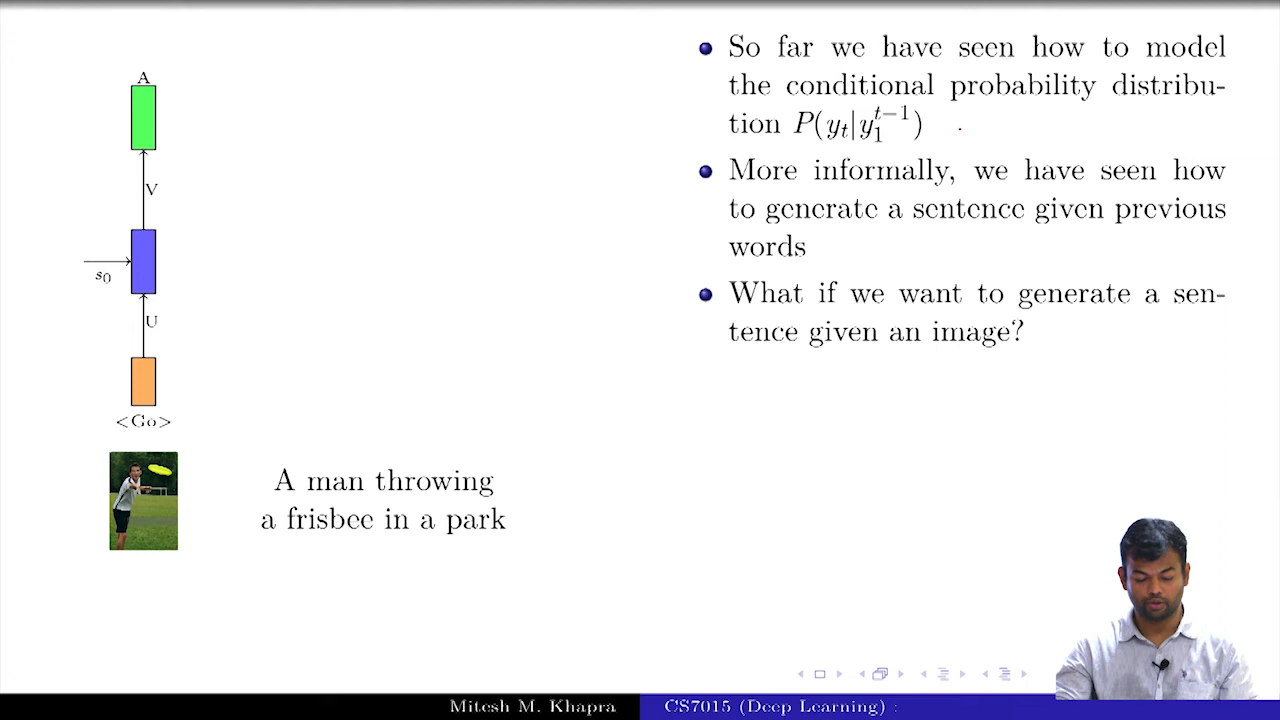 A
V
s₀
U
<Go>
A man throwing
a frisbee in a park
So far we have seen how to model
the conditional probability distribu-
tion P(yₜ|y₁ᵗ⁻¹)
More informally, we have seen how
to generate a sentence given previous
words
What if we want to generate a sen-
tence given an image?
Mitesh M. Khapra
CS7015 (Deep Learning) :